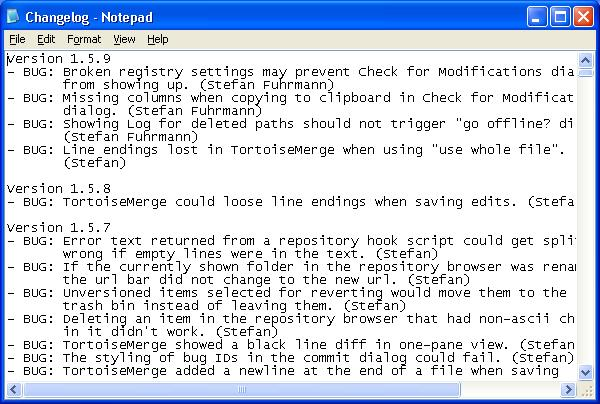 Changelog - Notepad
File Edit Format View Help
Version 1.5.9
- BUG: Broken registry settings may prevent Check for Modifications dia
from showing up. (Stefan Fuhrmann)
- BUG: Missing columns when copying to clipboard in Check for Modificat
dialog. (Stefan Fuhrmann)
- BUG: Showing Log for deleted paths should not trigger "go offline? di
(Stefan Fuhrmann)
- BUG: Line endings lost in TortoiseMerge when using "use whole file".
(Stefan)
Version 1.5.8
- BUG: TortoiseMerge could loose line endings when saving edits. (Stefa
Version 1.5.7
- BUG: Error text returned from a repository hook script could get spli
wrong if empty lines were in the text. (Stefan)
- BUG: If the currently shown folder in the repository browser was renam
the url bar did not change to the new url. (Stefan)
- BUG: Unversioned items selected for reverting would move them to the
trash bin instead of leaving them. (Stefan)
- BUG: Deleting an item in the repository browser that had non-ascii ch
in it didn't work. (Stefan)
- BUG: TortoiseMerge showed a black line diff in one-pane view. (Stefan)
- BUG: The styling of bug IDs in the commit dialog could fail. (Stefan)
- BUG: TortoiseMerge added a newline at the end of a file when saving